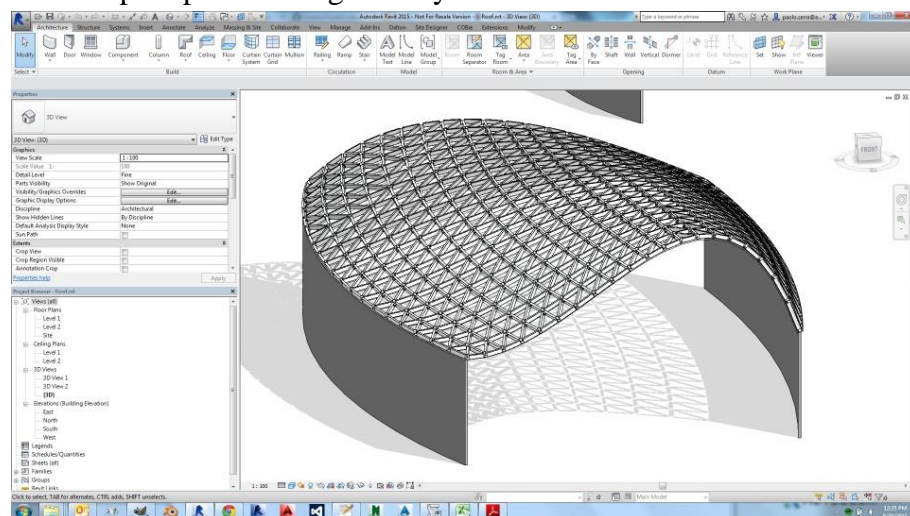 Autodesk Revit 2015 - Not For Resale Version - Roof.rvt - 3D View: {3D}
Type a keyword or phrase
Architecture Structure Systems Insert Annotate Analyze Massing & Site Collaborate View Manage Add-Ins Site Designer COBie Extensions Modify
Modify Wall Door Window Component Column Roof Ceiling Floor Curtain System Curtain Grid Mullion Railing Ramp Stair Model Text Model Line Model Group Room Room Separator Tag Room Area Area Boundary Tag Area By Face Shaft Wall Vertical Dormer Level Grid Reference Line Set Show Ref Plane Viewer
Select Build Circulation Model Room & Area Opening Datum Work Plane
Properties
3D View
3D View: {3D} Edit Type
Graphics
View Scale 1 : 100
Scale Value 1: 100
Detail Level Fine
Parts Visibility Show Original
Visibility/Graphics Overrides Edit...
Graphic Display Options Edit...
Discipline Architectural
Show Hidden Lines By Discipline
Default Analysis Display Style None
Sun Path
Extents
Crop View
Crop Region Visible
Annotation Crop
Properties help Apply
Project Browser - Roof.rvt
Views (all)
Floor Plans
Level 1
Level 2
Site
Ceiling Plans
Level 1
Level 2
3D Views
3D View 1
3D View 2
{3D}
Elevations (Building Elevation)
East
North
South
West
Legends
Schedules/Quantities
Sheets (all)
Families
Groups
Revit Links
FRONT
1 : 100
Click to select, TAB for alternates, CTRL adds, SHIFT unselects.
Main Model
12:35 PM